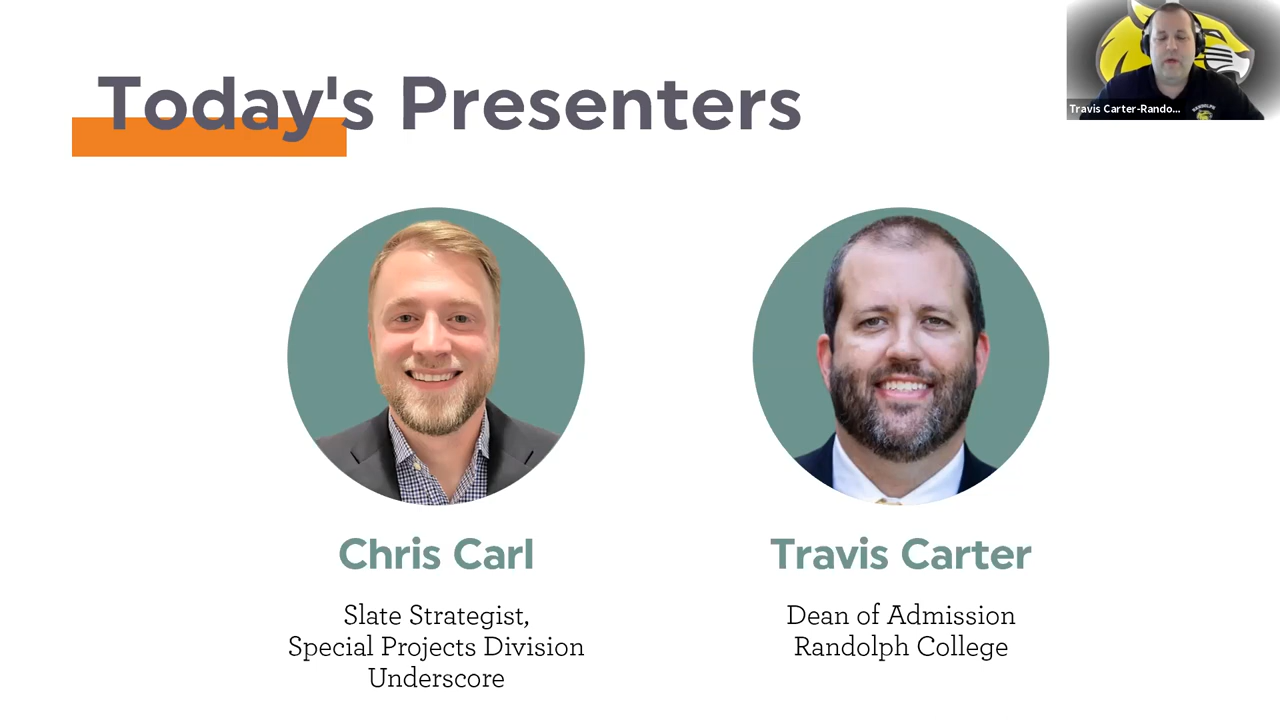 Today's Presenters
Travis Carter-Rando...
RANDOLPH
Chris Carl
Travis Carter
Slate Strategist,
Special Projects Division
Underscore
Dean of Admission
Randolph College